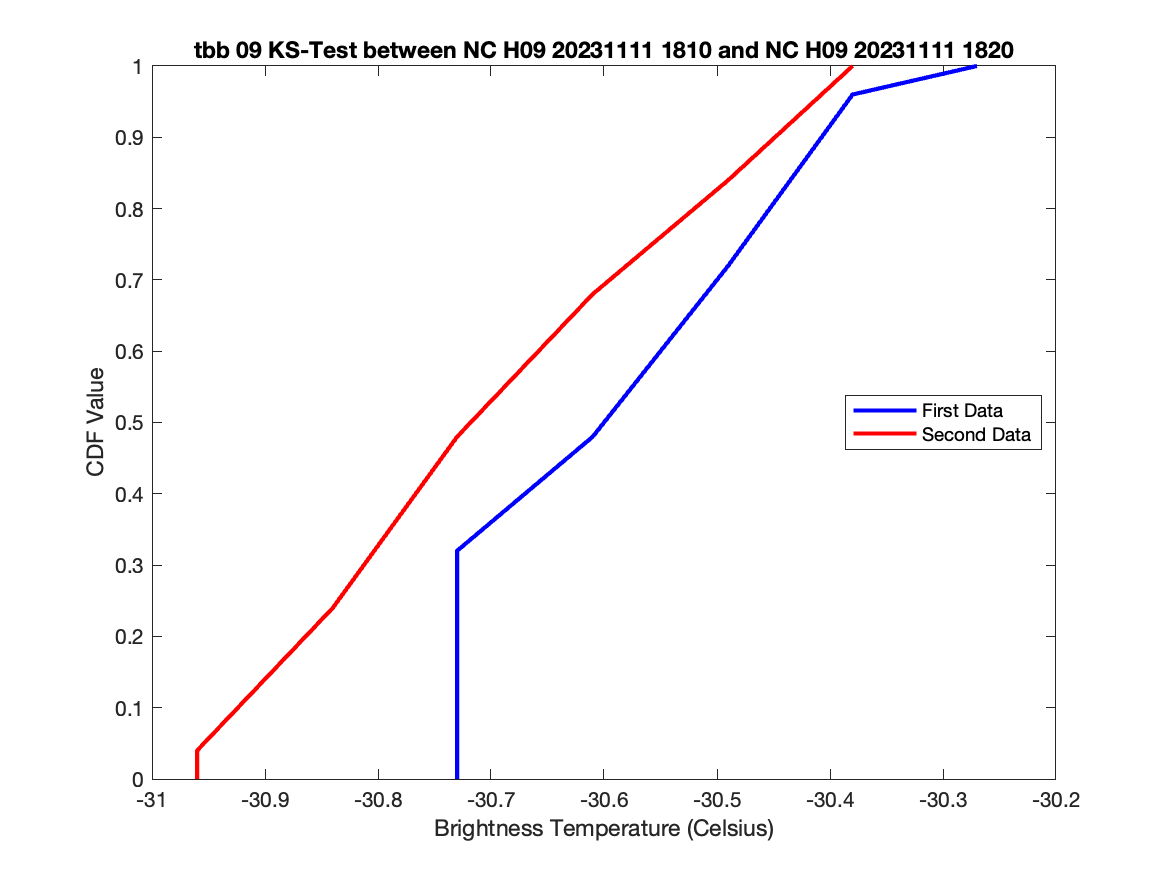 tbb 09 KS-Test between NC H09 20231111 1810 and NC H09 20231111 1820
1
0.9
0.8
0.7
0.6
0.5
0.4
0.3
0.2
0.1
0
CDF Value
First Data
Second Data
-31 -30.9 -30.8 -30.7 -30.6 -30.5 -30.4 -30.3 -30.2
Brightness Temperature (Celsius)